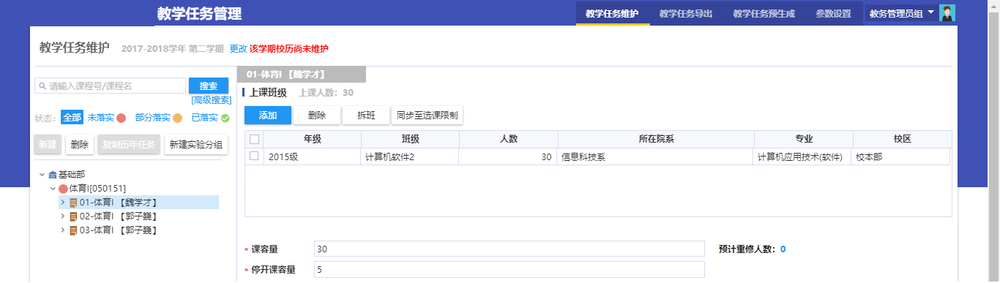 教学任务管理
教学任务维护 教学任务导出 教学任务预生成 参数设置 教务管理员组
教学任务维护 2017-2018学年 第二学期 更改 该学期校历尚未维护
请输入课程号/课程名 搜索
[高级搜索]
状态： 全部 未落实 部分落实 已落实
新建 删除 复制历年任务 新建实验分组
基础部
体育I[050151]
01-体育I 【魏学才】
02-体育I 【郭子巍】
03-体育I 【郭子巍】
01-体育I 【魏学才】
上课班级 上课人数：30
添加 删除 拆班 同步至选课限制
年级 班级 人数 所在院系 专业 校区
2015级 计算机软件2 30 信息科技系 计算机应用技术(软件) 校本部
* 课容量 30 预计重修人数：0
* 停开课容量 5